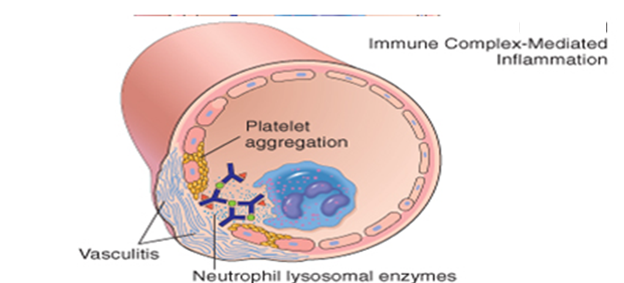 Immune Complex-Mediated
Inflammation
Platelet
aggregation
Vasculitis
Neutrophil lysosomal enzymes